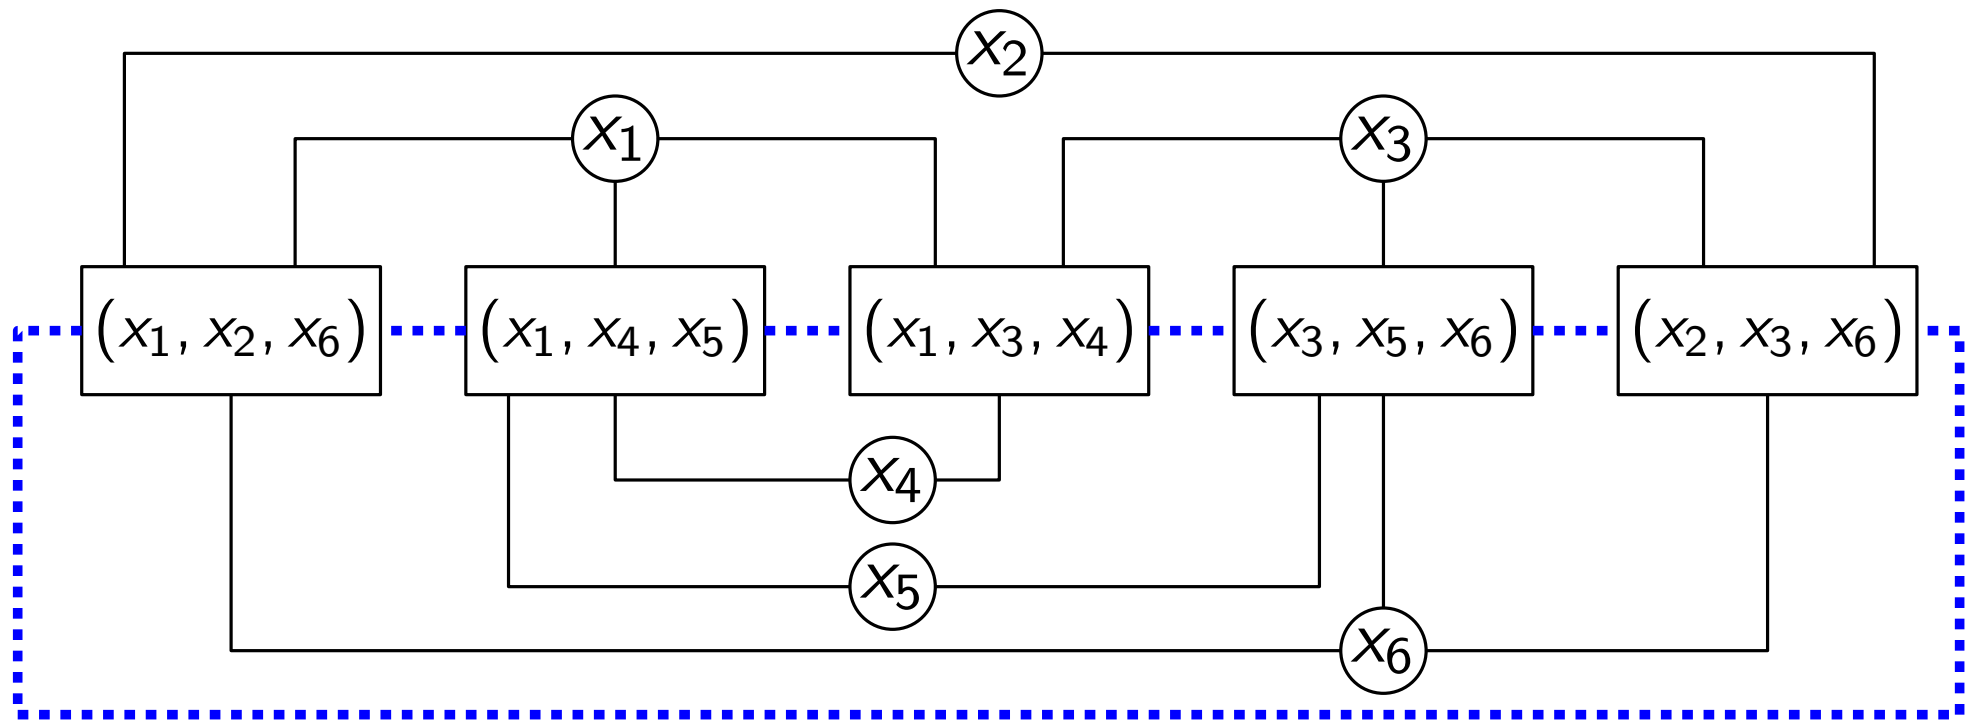 x₂
x₁
x₃
(x₁, x₂, x₆)
(x₁, x₄, x₅)
(x₁, x₃, x₄)
(x₃, x₅, x₆)
(x₂, x₃, x₆)
x₄
x₅
x₆